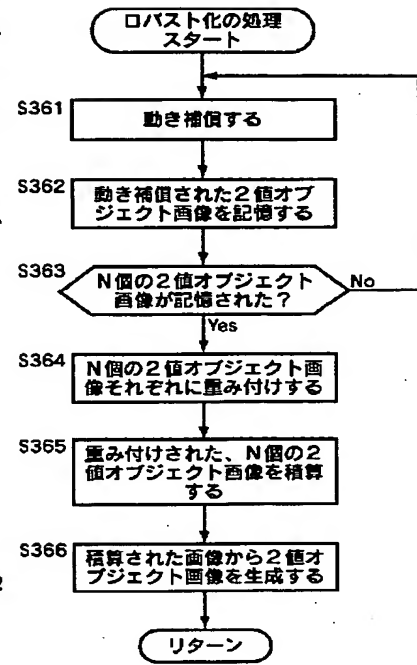 ロバスト化の処理
スタート
S361
動き補償する
S362
動き補償された２値オブ
ジェクト画像を記憶する
S363
N個の２値オブジェクト
画像が記憶された？
No
Yes
S364
N個の２値オブジェクト画
像それぞれに重み付けする
S365
重み付けされた、N個の２
値オブジェクト画像を積算
する
S366
積算された画像から２値オ
ブジェクト画像を生成する
リターン